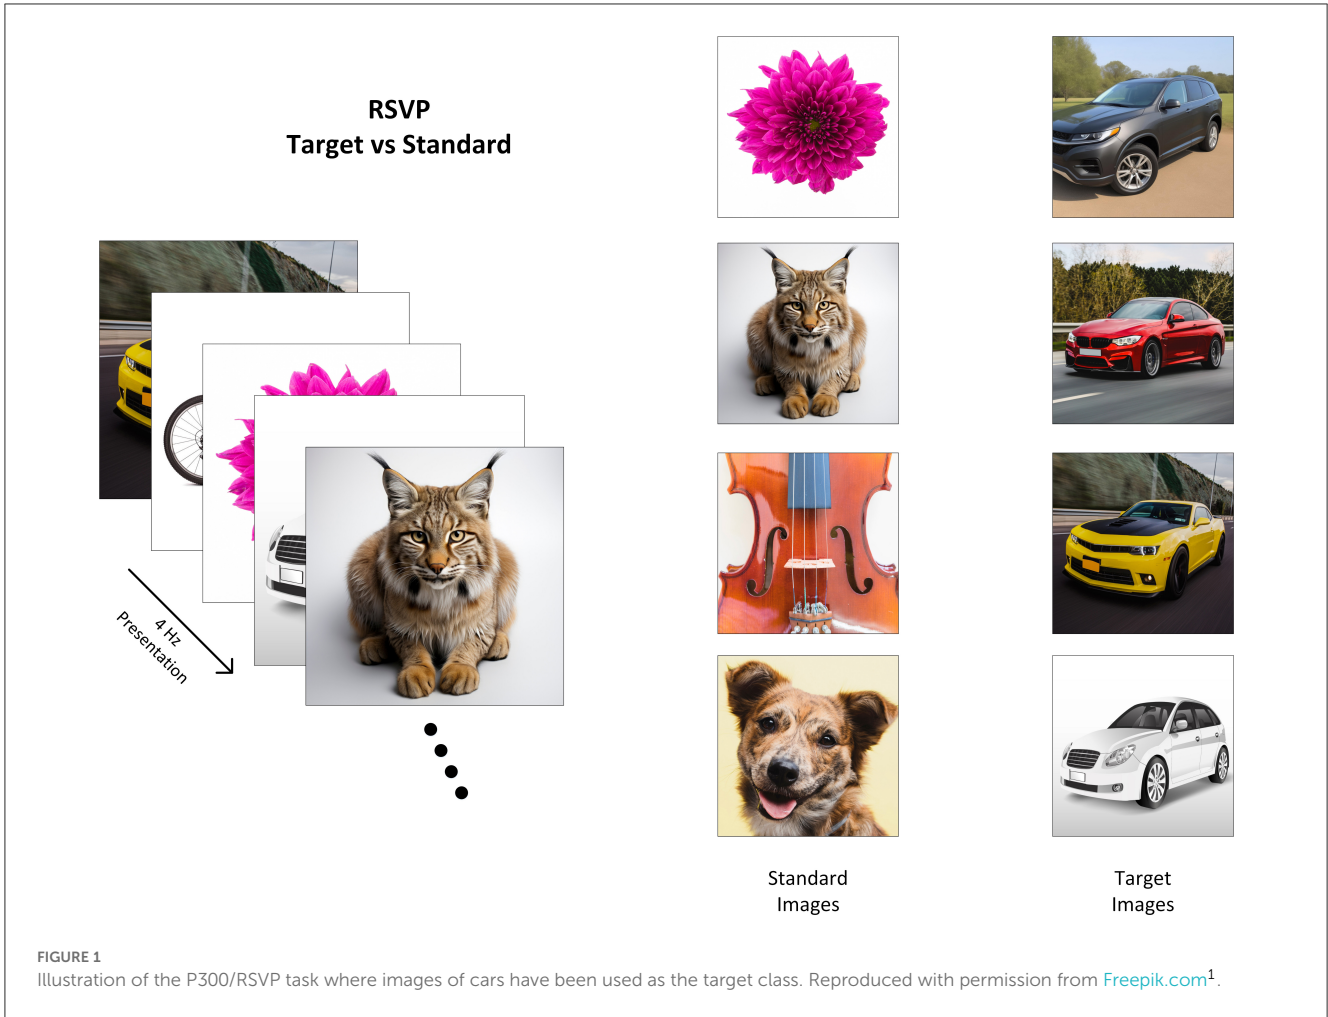 RSVP
Target vs Standard
4 Hz
Presentation
Standard
Images
Target
Images
FIGURE 1
Illustration of the P300/RSVP task where images of cars have been used as the target class. Reproduced with permission from Freepik.com¹.